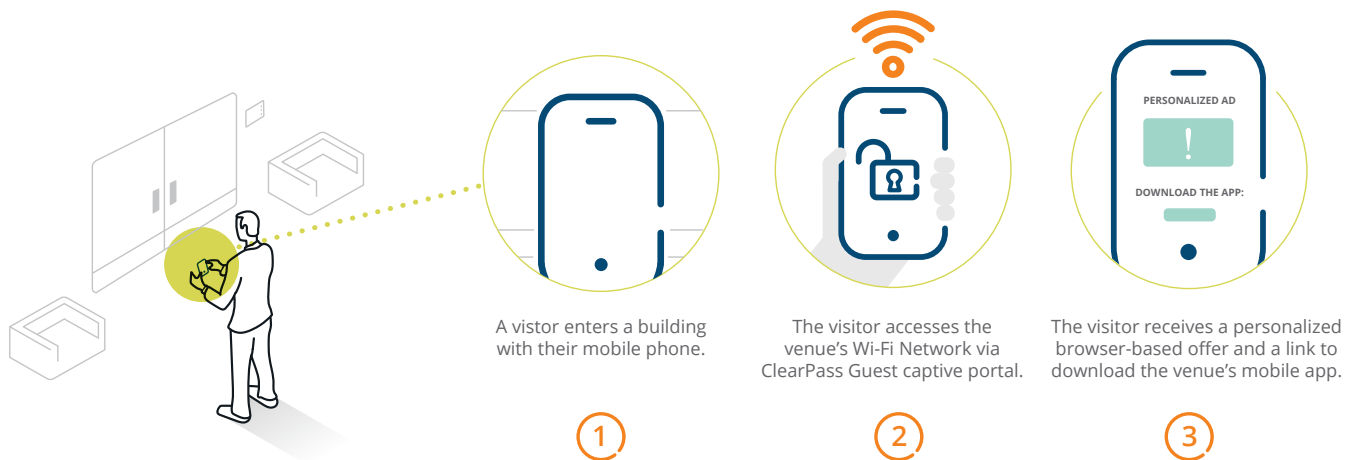 PERSONALIZED AD
!
DOWNLOAD THE APP:
A vistor enters a building
with their mobile phone.
The visitor accesses the
venue's Wi-Fi Network via
ClearPass Guest captive portal.
The visitor receives a personalized
browser-based offer and a link to
download the venue's mobile app.
1
2
3